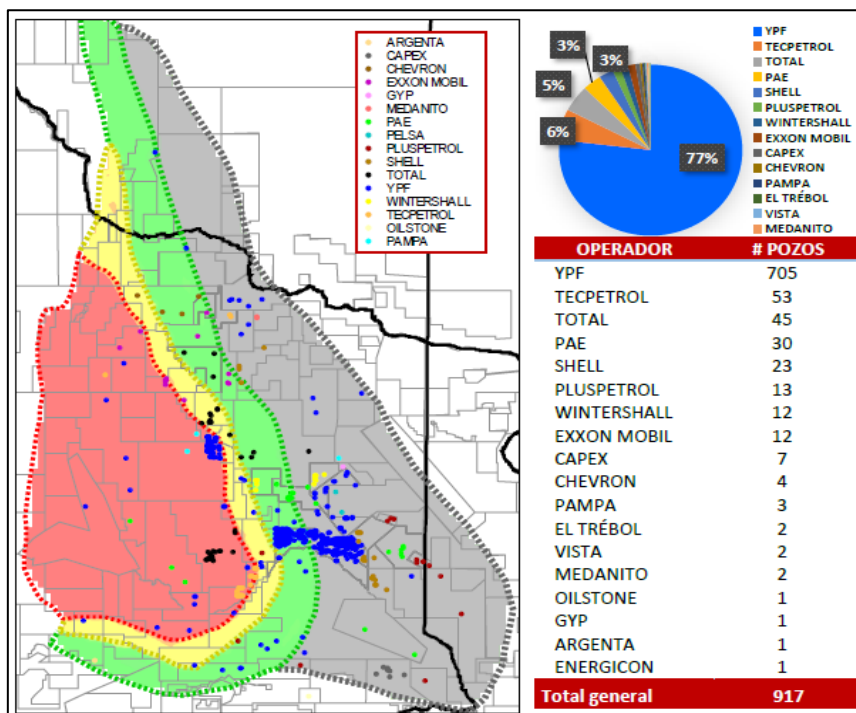 ARGENTA
CAPEX
CHEVRON
EXXON MOBIL
GYP
MEDANITO
PAE
PELSA
PLUSPETROL
SHELL
TOTAL
YPF
WINTERSHALL
TECPETROL
OILSTONE
PAMPA
3%
3%
5%
6%
77%
YPF
TECPETROL
TOTAL
PAE
SHELL
PLUSPETROL
WINTERSHALL
EXXON MOBIL
CAPEX
CHEVRON
PAMPA
EL TRÉBOL
VISTA
MEDANITO
OPERADOR # POZOS
YPF 705
TECPETROL 53
TOTAL 45
PAE 30
SHELL 23
PLUSPETROL 13
WINTERSHALL 12
EXXON MOBIL 12
CAPEX 7
CHEVRON 4
PAMPA 3
EL TRÉBOL 2
VISTA 2
MEDANITO 2
OILSTONE 1
GYP 1
ARGENTA 1
ENERGICON 1
Total general 917